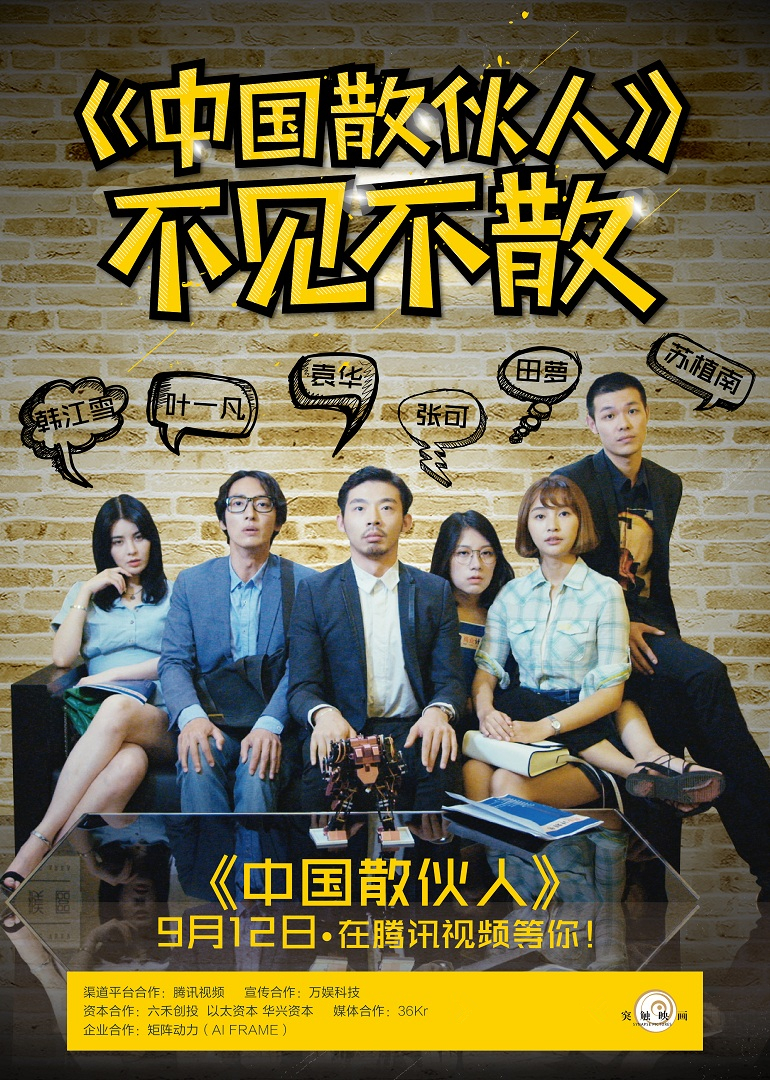 《中国散伙人》
不见不散
韩江雪
叶一凡
袁华
张可
田夢
苏植南
《中国散伙人》
9月12日·在腾讯视频等你！
渠道平台合作：腾讯视频 宣传合作：万娱科技
资本合作：六禾创投 以太资本 华兴资本 媒体合作：36Kr
企业合作：矩阵动力（AI FRAME）
突触映画
SYNAPSE PICTURES